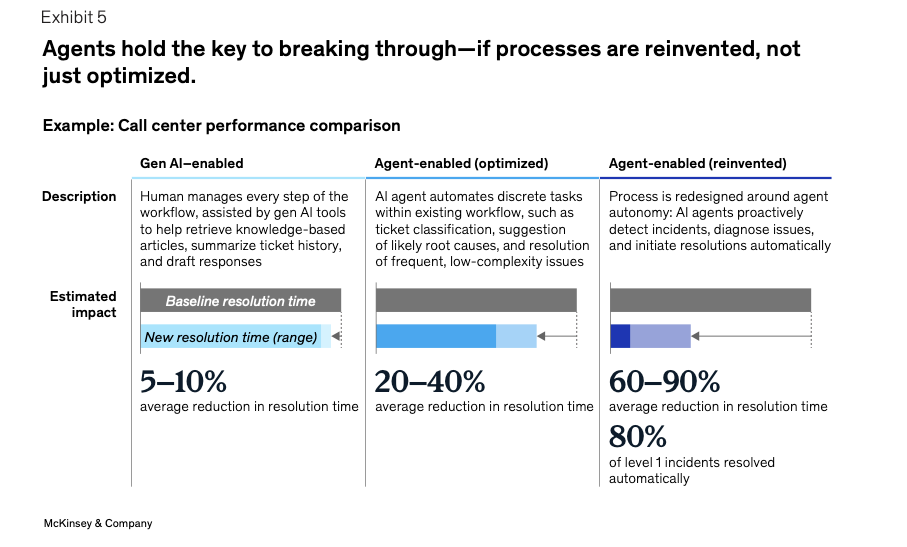 Exhibit 5
Agents hold the key to breaking through—if processes are reinvented, not
just optimized.
Example: Call center performance comparison
Gen AI–enabled
Agent-enabled (optimized)
Agent-enabled (reinvented)
Description
Human manages every step of the
workflow, assisted by gen AI tools
to help retrieve knowledge-based
articles, summarize ticket history,
and draft responses
AI agent automates discrete tasks
within existing workflow, such as
ticket classification, suggestion
of likely root causes, and resolution
of frequent, low-complexity issues
Process is redesigned around agent
autonomy: AI agents proactively
detect incidents, diagnose issues,
and initiate resolutions automatically
Estimated
impact
Baseline resolution time
New resolution time (range)
5–10%
average reduction in resolution time
20–40%
average reduction in resolution time
60–90%
average reduction in resolution time
80%
of level 1 incidents resolved
automatically
McKinsey & Company